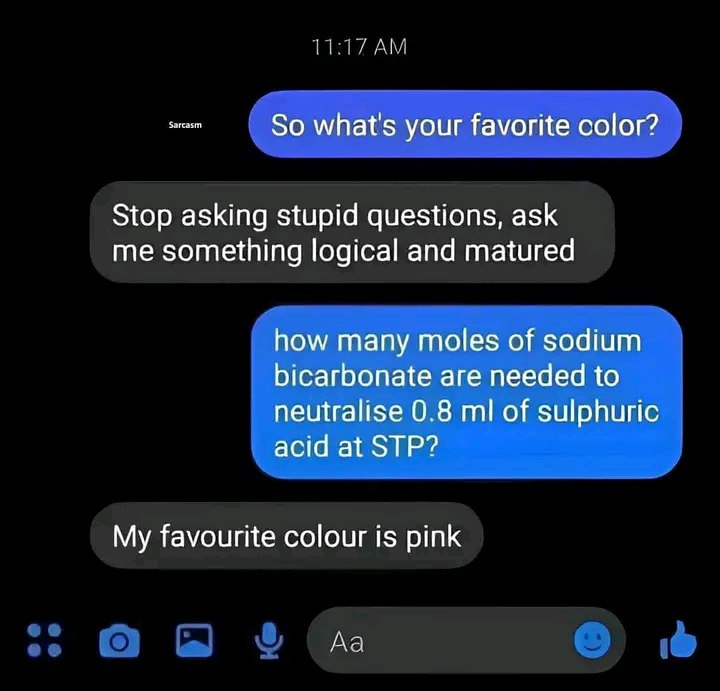 11:17 AM
Sarcasm
So what's your favorite color?
Stop asking stupid questions, ask
me something logical and matured
how many moles of sodium
bicarbonate are needed to
neutralise 0.8 ml of sulphuric
acid at STP?
My favourite colour is pink
Aa